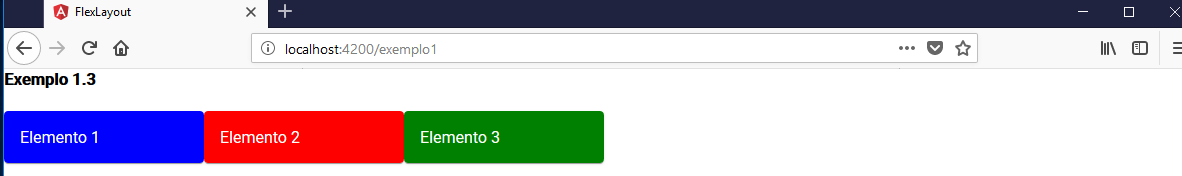 FlexLayout
localhost:4200/exemplo1
Exemplo 1.3
Elemento 1 Elemento 2 Elemento 3